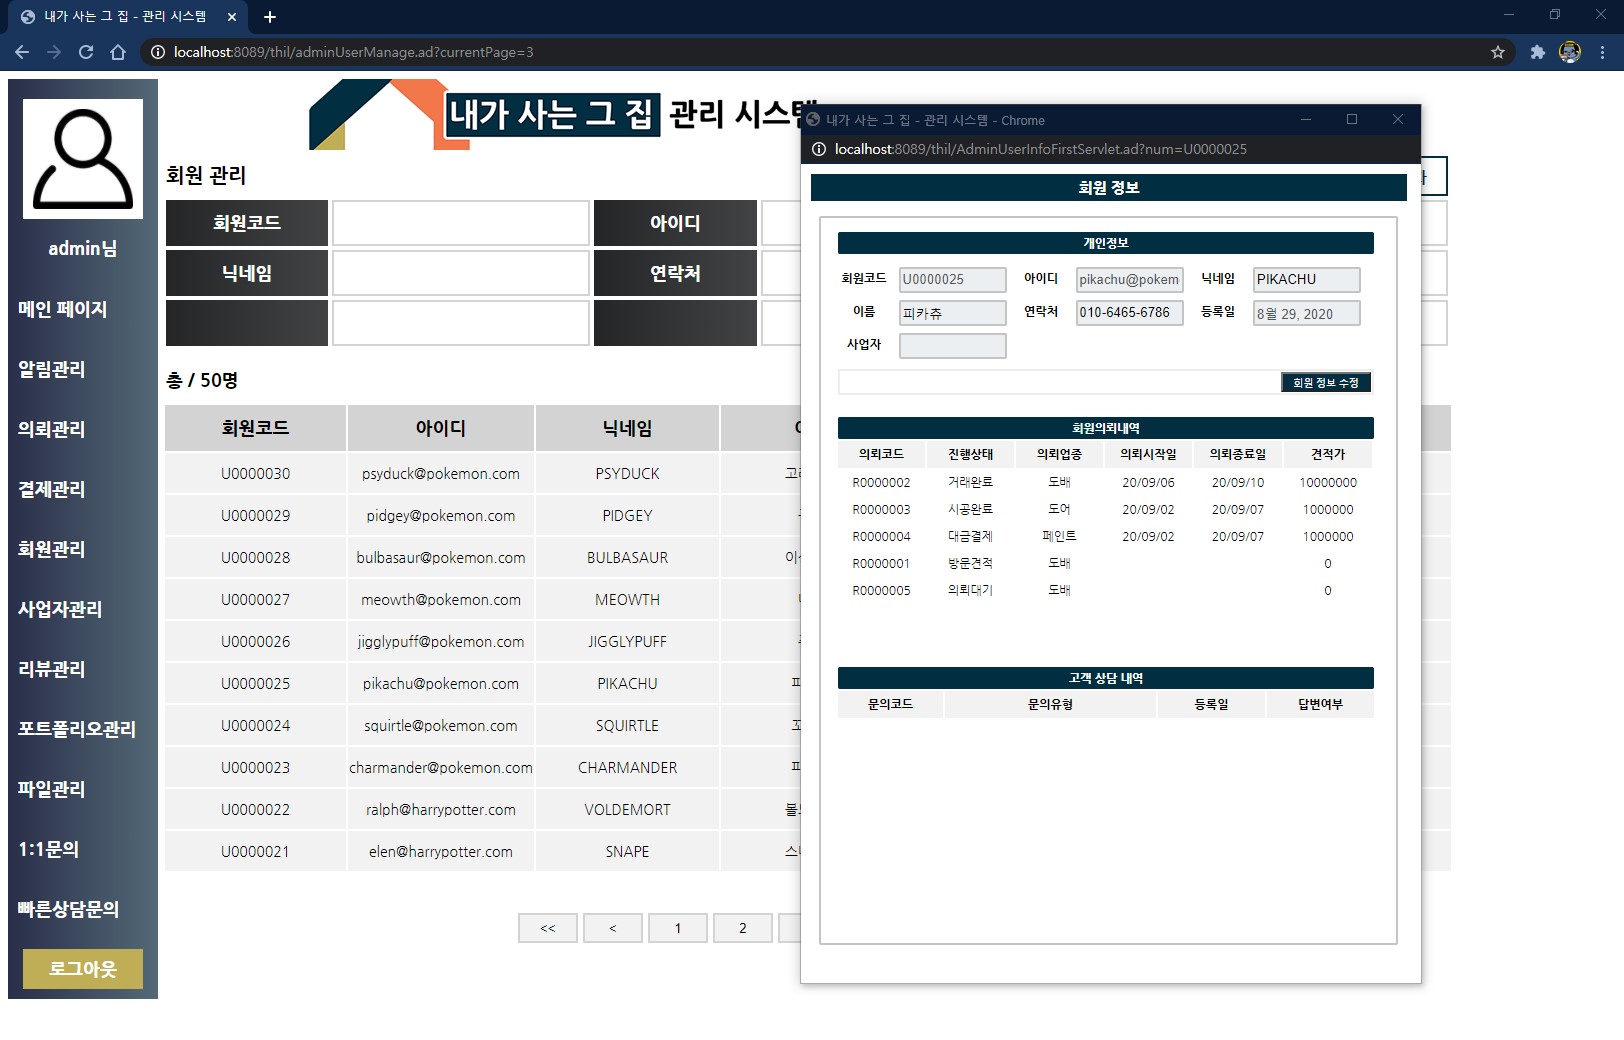 내가 사는 그 집 - 관리 시스템
localhost:8089/thil/adminUserManage.ad?currentPage=3
admin님
메인 페이지
알림관리
의뢰관리
결제관리
회원관리
사업자관리
리뷰관리
포트폴리오관리
파일관리
1:1문의
빠른상담문의
로그아웃
내가 사는 그 집 관리 시스템
회원 관리
회원코드 아이디
닉네임 연락처
총 / 50명
회원코드 아이디 닉네임
U0000030 psyduck@pokemon.com PSYDUCK
U0000029 pidgey@pokemon.com PIDGEY
U0000028 bulbasaur@pokemon.com BULBASAUR
U0000027 meowth@pokemon.com MEOWTH
U0000026 jigglypuff@pokemon.com JIGGLYPUFF
U0000025 pikachu@pokemon.com PIKACHU
U0000024 squirtle@pokemon.com SQUIRTLE
U0000023 charmander@pokemon.com CHARMANDER
U0000022 ralph@harrypotter.com VOLDEMORT
U0000021 elen@harrypotter.com SNAPE
<< < 1 2
내가 사는 그 집 - 관리 시스템 - Chrome
localhost:8089/thil/AdminUserInfoFirstServlet.ad?num=U0000025
회원 정보
개인정보
회원코드 U0000025 아이디 pikachu@pokem 닉네임 PIKACHU
이름 피카츄 연락처 010-6465-6786 등록일 8월 29, 2020
사업자
회원 정보 수정
회원의뢰내역
의뢰코드 진행상태 의뢰업종 의뢰시작일 의뢰종료일 견적가
R0000002 거래완료 도배 20/09/06 20/09/10 10000000
R0000003 시공완료 도어 20/09/02 20/09/07 1000000
R0000004 대금결제 페인트 20/09/02 20/09/07 1000000
R0000001 방문견적 도배 0
R0000005 의뢰대기 도배 0
고객 상담 내역
문의코드 문의유형 등록일 답변여부